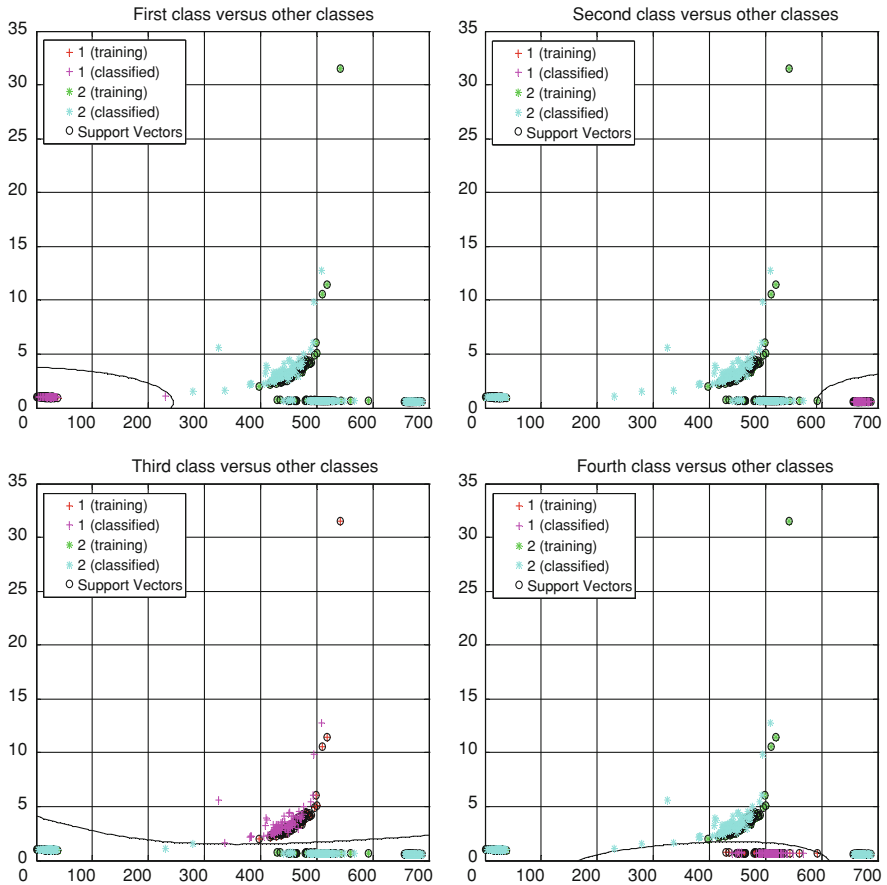 First class versus other classes
35
30
25
20
15
10
5
0
0 100 200 300 400 500 600 700
1 (training)
1 (classified)
2 (training)
2 (classified)
Support Vectors
Second class versus other classes
35
30
25
20
15
10
5
0
0 100 200 300 400 500 600 700
1 (training)
1 (classified)
2 (training)
2 (classified)
Support Vectors
Third class versus other classes
35
30
25
20
15
10
5
0
0 100 200 300 400 500 600 700
1 (training)
1 (classified)
2 (training)
2 (classified)
Support Vectors
Fourth class versus other classes
35
30
25
20
15
10
5
0
0 100 200 300 400 500 600 700
1 (training)
1 (classified)
2 (training)
2 (classified)
Support Vectors